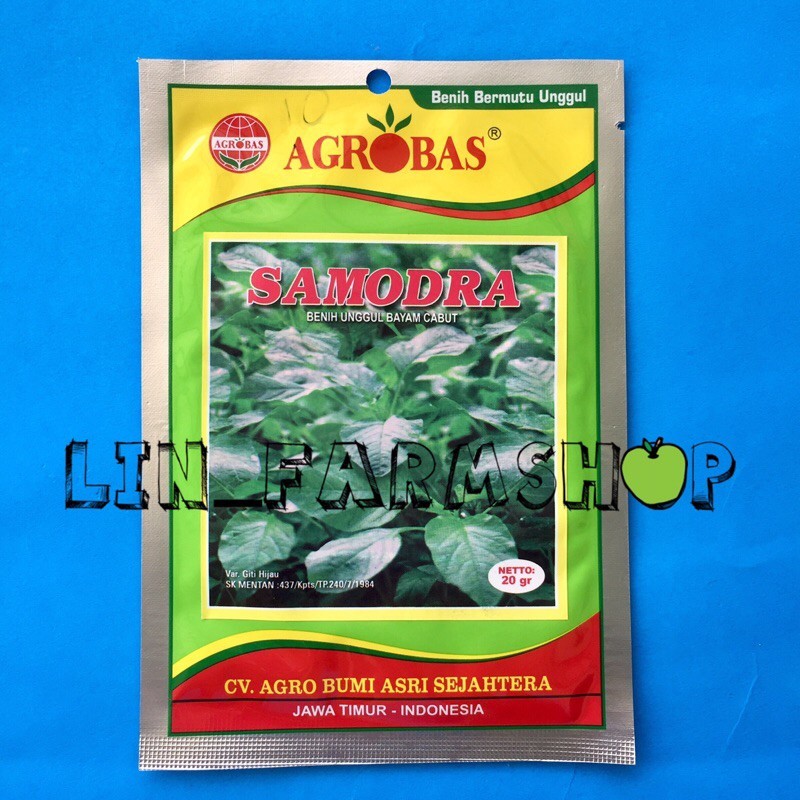 Benih Bermutu Unggul
10
AGROBAS
AGROBAS®
SAMODRA
BENIH UNGGUL BAYAM CABUT
LIN_FARMSHOP
Var. Giti Hijau
SK MENTAN :437/Kpts/TP.240/7/1984
NETTO:
20 gr
CV. AGRO BUMI ASRI SEJAHTERA
JAWA TIMUR - INDONESIA